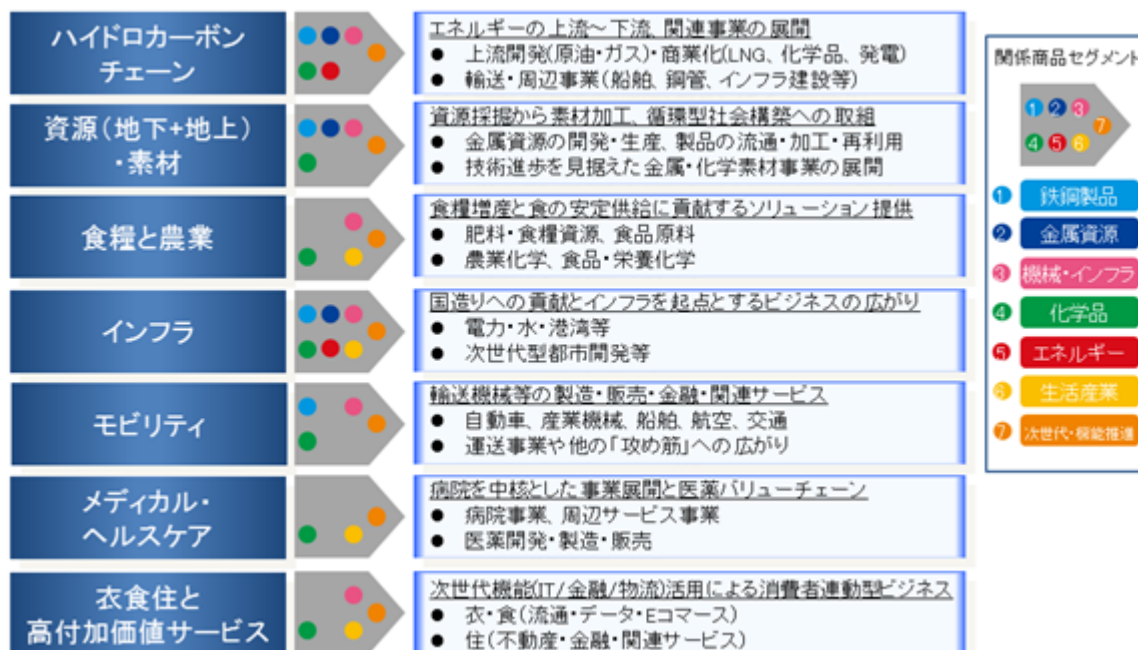 ハイドロカーボン
チェーン
エネルギーの上流～下流、関連事業の展開
● 上流開発(原油・ガス)・商業化(LNG、化学品、発電)
● 輸送・周辺事業(船舶、鋼管、インフラ建設等)
資源(地下+地上)
・素材
資源採掘から素材加工、循環型社会構築への取組
● 金属資源の開発・生産、製品の流通・加工・再利用
● 技術進歩を見据えた金属・化学素材事業の展開
食糧と農業
食糧増産と食の安定供給に貢献するソリューション提供
● 肥料・食糧資源、食品原料
● 農業化学、食品・栄養化学
インフラ
国造りへの貢献とインフラを起点とするビジネスの広がり
● 電力・水・港湾等
● 次世代型都市開発等
モビリティ
輸送機械等の製造・販売・金融・関連サービス
● 自動車、産業機械、船舶、航空、交通
● 運送事業や他の「攻め筋」への広がり
メディカル・
ヘルスケア
病院を中核とした事業展開と医薬バリューチェーン
● 病院事業、周辺サービス事業
● 医薬開発・製造・販売
衣食住と
高付加価値サービス
次世代機能(IT/金融/物流)活用による消費者連動型ビジネス
● 衣・食(流通・データ・Eコマース)
● 住(不動産・金融・関連サービス)
関係商品セグメント
1 2 3
7
4 5 6
1 鉄鋼製品
2 金属資源
3 機械・インフラ
4 化学品
5 エネルギー
6 生活産業
7 次世代・機能推進